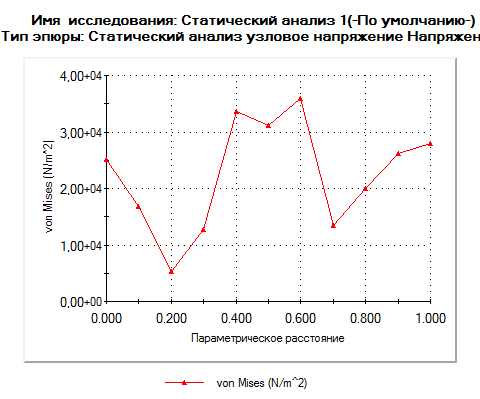 Имя исследования: Статический анализ 1(-По умолчанию-)
Тип эпюры: Статический анализ узловое напряжение Напряжен
von Mises (N/m^2)
4,00+04
3,00+04
2,00+04
1,00+04
0,00+00
0.000 0.200 0.400 0.600 0.800 1.000
Параметрическое расстояние
von Mises (N/m^2)